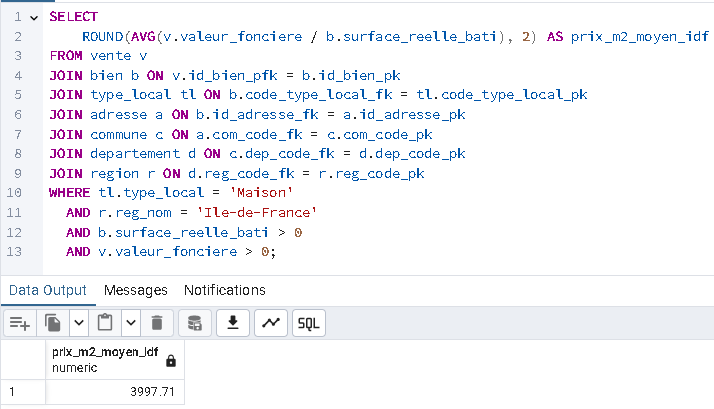 1 SELECT
2 ROUND(AVG(v.valeur_fonciere / b.surface_reelle_bati), 2) AS prix_m2_moyen_idf
3 FROM vente v
4 JOIN bien b ON v.id_bien_pfk = b.id_bien_pk
5 JOIN type_local tl ON b.code_type_local_fk = tl.code_type_local_pk
6 JOIN adresse a ON b.id_adresse_fk = a.id_adresse_pk
7 JOIN commune c ON a.com_code_fk = c.com_code_pk
8 JOIN departement d ON c.dep_code_fk = d.dep_code_pk
9 JOIN region r ON d.reg_code_fk = r.reg_code_pk
10 WHERE tl.type_local = 'Maison'
11 AND r.reg_nom = 'Ile-de-France'
12 AND b.surface_reelle_bati > 0
13 AND v.valeur_fonciere > 0;
Data Output Messages Notifications
SQL
prix_m2_moyen_idf
numeric
1 3997.71